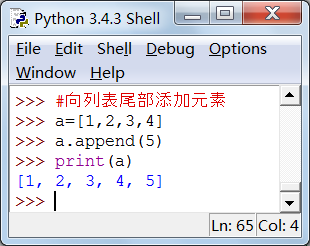 Python 3.4.3 Shell
File Edit Shell Debug Options
Window Help
>>> #向列表尾部添加元素
>>> a=[1,2,3,4]
>>> a.append(5)
>>> print(a)
[1, 2, 3, 4, 5]
>>>
Ln: 65 Col: 4